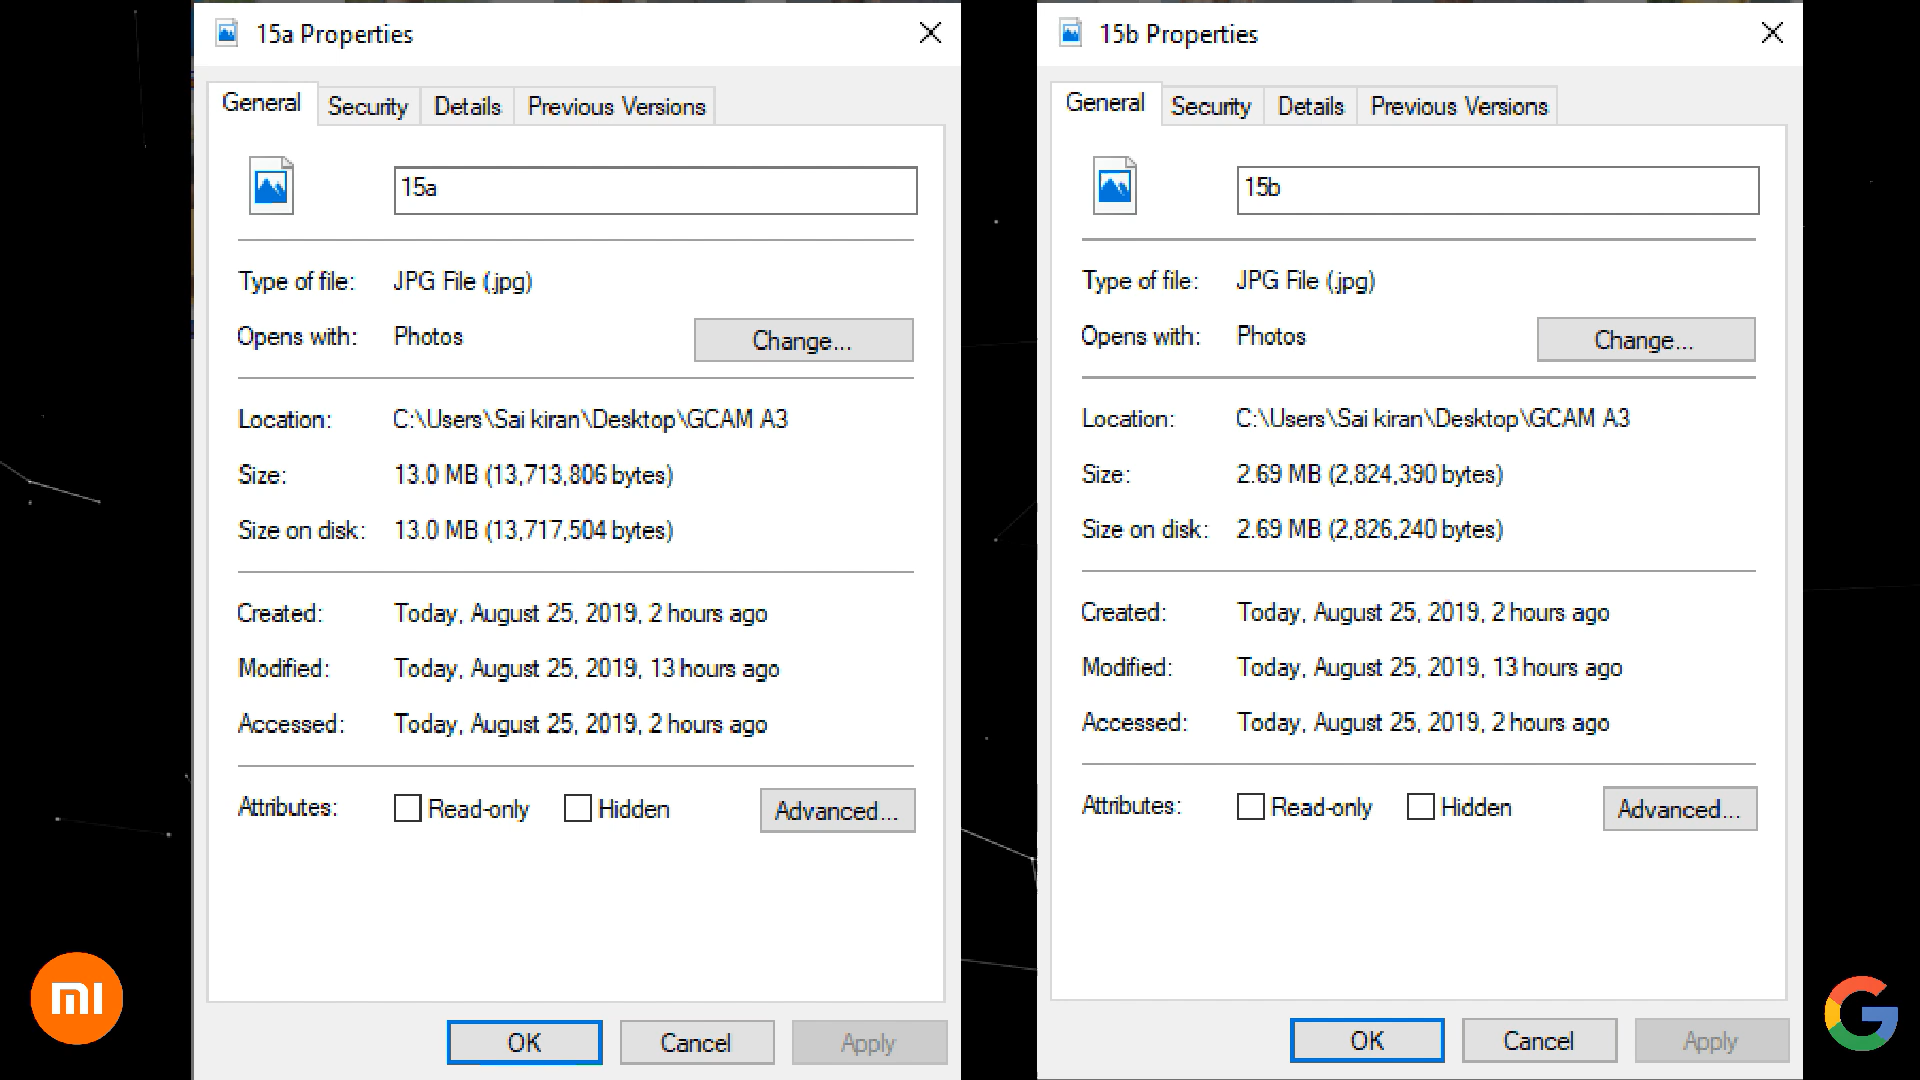 15a Properties
General
Security
Details
Previous Versions
15a
Type of file: JPG File (.jpg)
Opens with: Photos
Change...
Location: C:\Users\Sai kiran\Desktop\GCAM A3
Size: 13.0 MB (13,713,806 bytes)
Size on disk: 13.0 MB (13,717,504 bytes)
Created: Today, August 25, 2019, 2 hours ago
Modified: Today, August 25, 2019, 13 hours ago
Accessed: Today, August 25, 2019, 2 hours ago
Attributes: Read-only Hidden
Advanced...
OK
Cancel
Apply
15b Properties
General
Security
Details
Previous Versions
15b
Type of file: JPG File (.jpg)
Opens with: Photos
Change...
Location: C:\Users\Sai kiran\Desktop\GCAM A3
Size: 2.69 MB (2,824,390 bytes)
Size on disk: 2.69 MB (2,826,240 bytes)
Created: Today, August 25, 2019, 2 hours ago
Modified: Today, August 25, 2019, 13 hours ago
Accessed: Today, August 25, 2019, 2 hours ago
Attributes: Read-only Hidden
Advanced...
OK
Cancel
Apply
mi
G